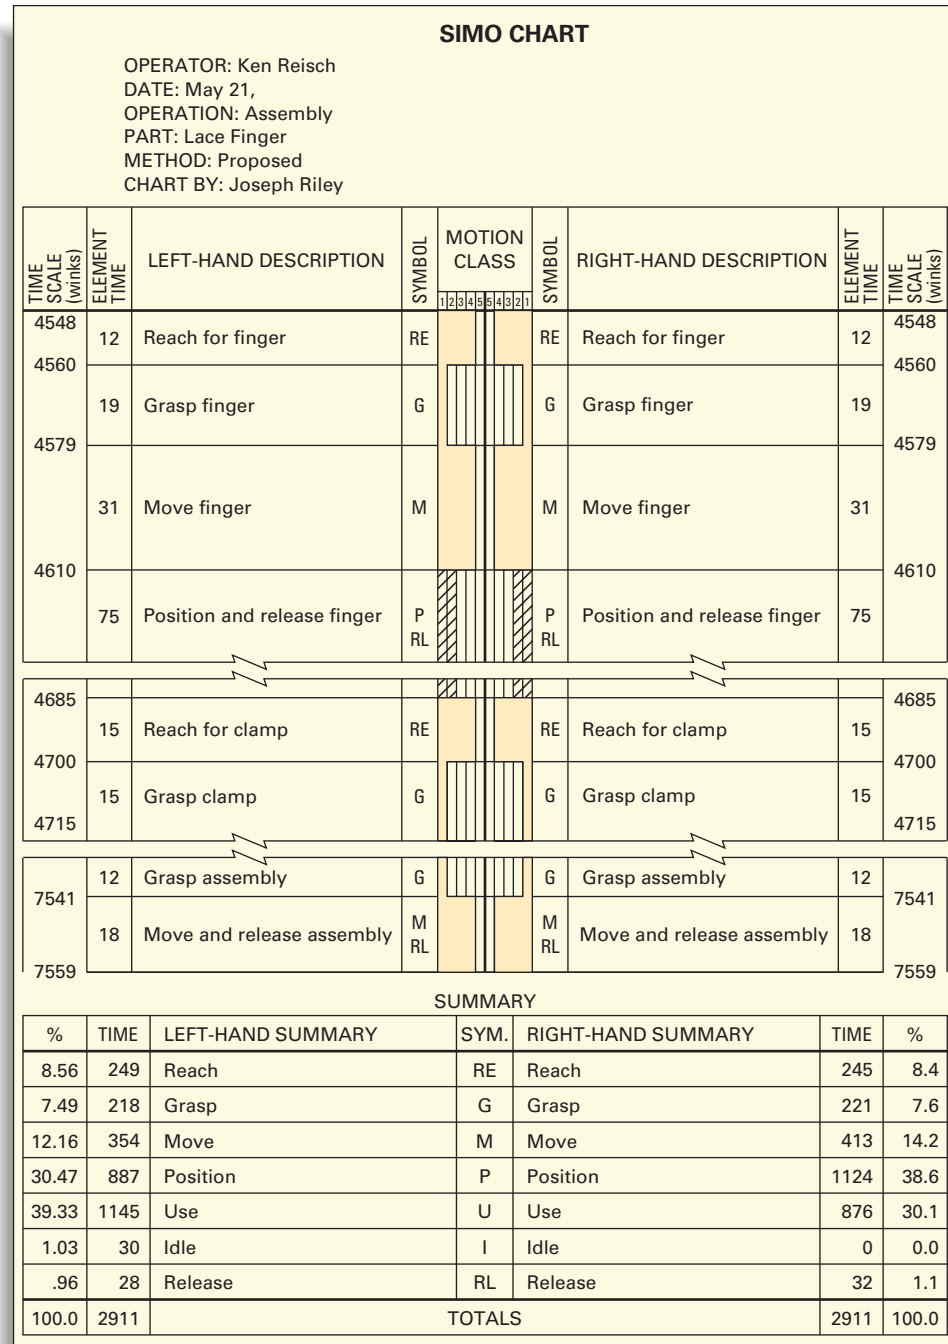 SIMO CHART
OPERATOR: Ken Reisch
DATE: May 21,
OPERATION: Assembly
PART: Lace Finger
METHOD: Proposed
CHART BY: Joseph Riley
TIME SCALE (winks) ELEMENT TIME LEFT-HAND DESCRIPTION SYMBOL MOTION CLASS SYMBOL RIGHT-HAND DESCRIPTION ELEMENT TIME TIME SCALE (winks)
1 2 3 4 5 5 4 3 2 1
4548 4548
12 Reach for finger RE RE Reach for finger 12
4560 4560
19 Grasp finger G G Grasp finger 19
4579 4579
31 Move finger M M Move finger 31
4610 4610
75 Position and release finger P RL P RL Position and release finger 75
4685 4685
15 Reach for clamp RE RE Reach for clamp 15
4700 4700
15 Grasp clamp G G Grasp clamp 15
4715 4715
12 Grasp assembly G G Grasp assembly 12
7541 7541
18 Move and release assembly M RL M RL Move and release assembly 18
7559 7559
SUMMARY
% TIME LEFT-HAND SUMMARY SYM. RIGHT-HAND SUMMARY TIME %
8.56 249 Reach RE Reach 245 8.4
7.49 218 Grasp G Grasp 221 7.6
12.16 354 Move M Move 413 14.2
30.47 887 Position P Position 1124 38.6
39.33 1145 Use U Use 876 30.1
1.03 30 Idle I Idle 0 0.0
.96 28 Release RL Release 32 1.1
100.0 2911 TOTALS 2911 100.0